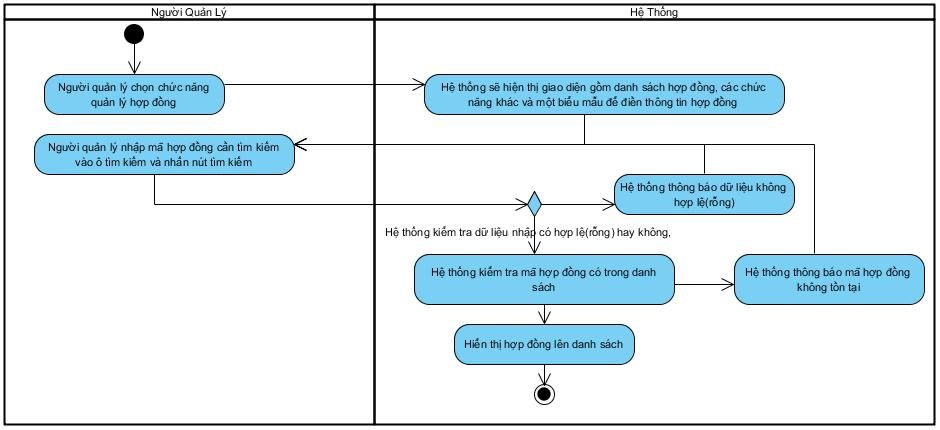 Người Quản Lý
Hệ Thống
Người quản lý chọn chức năng
quản lý hợp đồng
Hệ thống sẽ hiện thị giao diện gồm danh sách hợp đồng, các chức
năng khác và một biểu mẫu để điền thông tin hợp đồng
Người quản lý nhập mã hợp đồng cần tìm kiếm
vào ô tìm kiếm và nhấn nút tìm kiếm
Hệ thống thông báo dữ liệu không
hợp lệ(rỗng)
Hệ thống kiểm tra dữ liệu nhập có hợp lệ(rỗng) hay không,
Hệ thống kiểm tra mã hợp đồng có trong danh
sách
Hệ thống thông báo mã hợp đồng
không tồn tại
Hiển thị hợp đồng lên danh sách